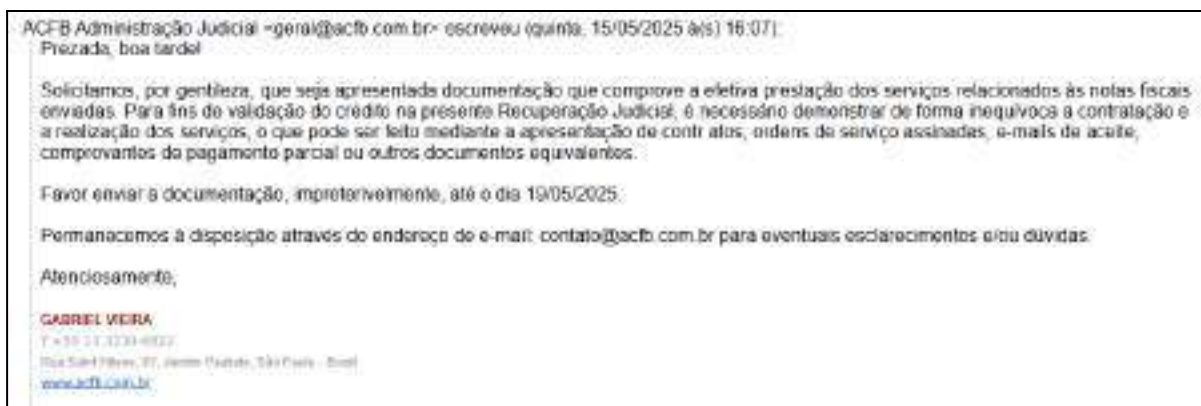 ACFB Administração Judicial <geral@acfb.com.br> escreveu (quinta, 15/05/2025 à(s) 16:07):
Prezada, boa tarde!
Solicitamos, por gentileza, que seja apresentada documentação que comprove a efetiva prestação dos serviços relacionados às notas fiscais
enviadas. Para fins de validação do crédito na presente Recuperação Judicial, é necessário demonstrar de forma inequívoca a contratação e
a realização dos serviços, o que pode ser feito mediante a apresentação de contr atos, ordens de serviço assinadas, e-mails de aceite,
comprovantes de pagamento parcial ou outros documentos equivalentes.
Favor enviar a documentação, impreterivelmente, até o dia 19/05/2025.
Permanacemos à disposição através do endereço de e-mail: contato@acfb.com.br para eventuais esclarecimentos e/ou dúvidas.
Atenciosamente,
GABRIEL VIEIRA
São Paulo - Brasil
www.acfb.com.br